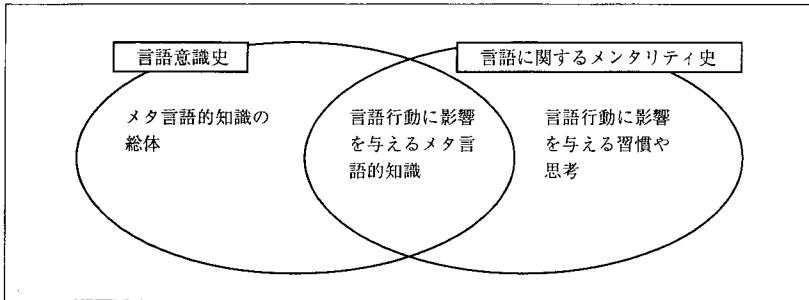 言語意識史
言語に関するメンタリティ史
メタ言語的知識の
総体
言語行動に影響
を与えるメタ言
語的知識
言語行動に影響
を与える習慣や
思考